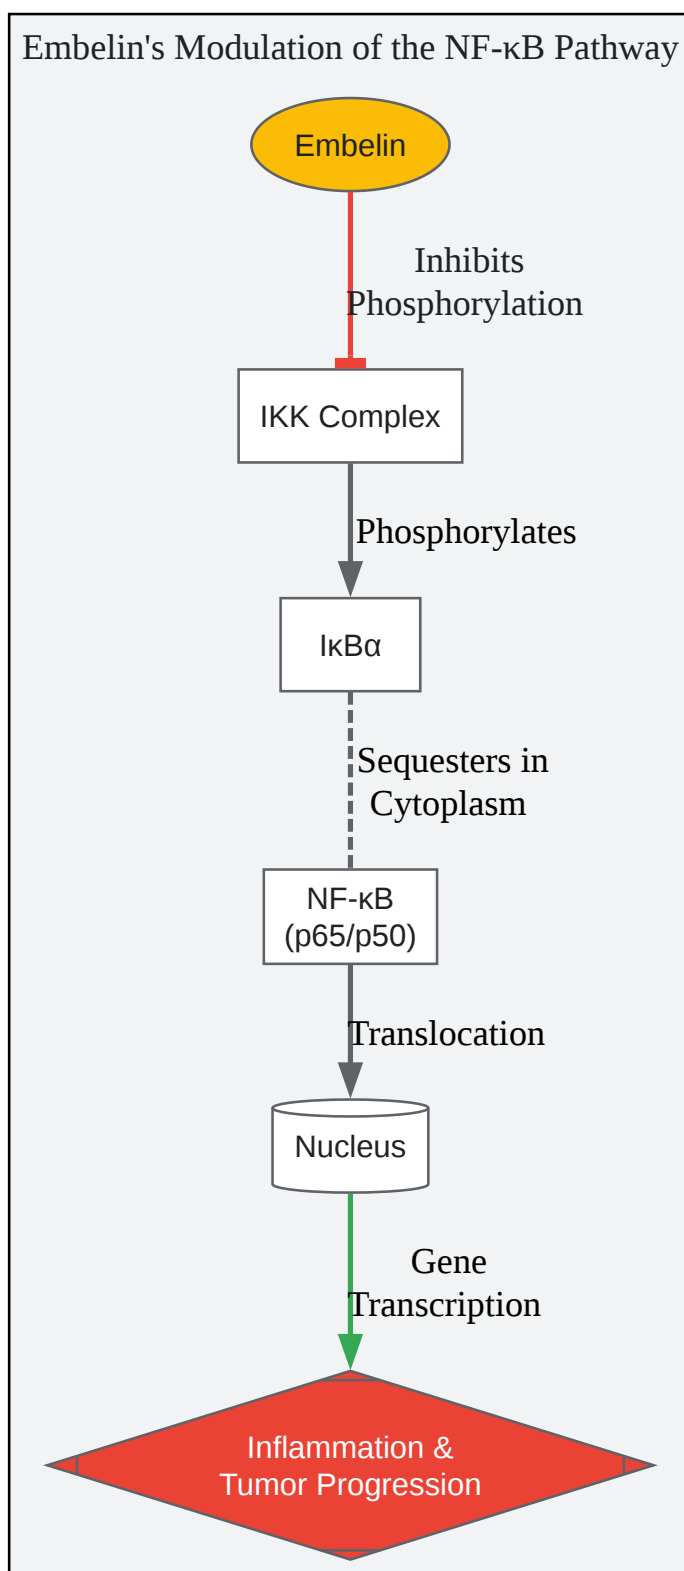 Embelin's Modulation of the NF-κB Pathway
Embelin
Inhibits
Phosphorylation
IKK Complex
Phosphorylates
IκBα
Sequesters in
Cytoplasm
NF-κB
(p65/p50)
Translocation
Nucleus
Gene
Transcription
Inflammation &
Tumor Progression